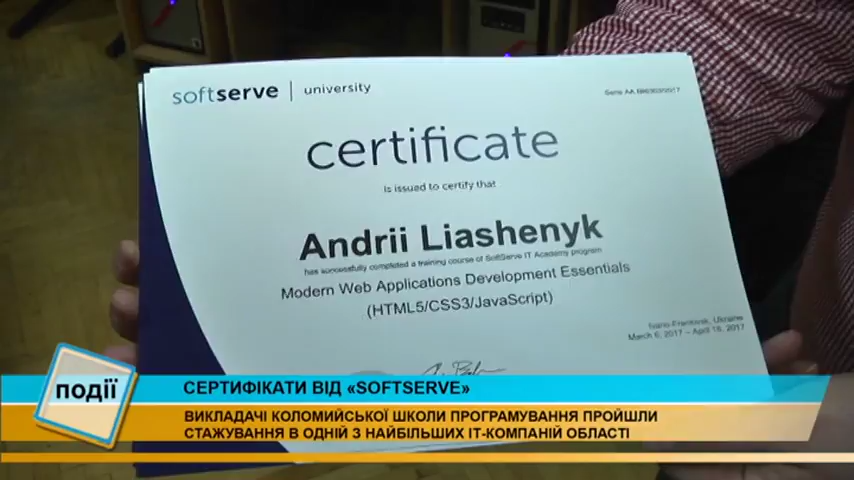 softserve | university
Serie AA
certificate
is issued to certify that
Andrii Liashenyk
has successfully completed a training course of SoftServe IT Academy program
Modern Web Applications Development Essentials
(HTML5/CSS3/JavaScript)
Ivano-Frankivsk, Ukraine
March 6, 2017 – April 18, 2017
події
СЕРТИФІКАТИ ВІД «SOFTSERVE»
ВИКЛАДАЧІ КОЛОМИЙСЬКОЇ ШКОЛИ ПРОГРАМУВАННЯ ПРОЙШЛИ
СТАЖУВАННЯ В ОДНІЙ З НАЙБІЛЬШИХ ІТ-КОМПАНІЙ ОБЛАСТІ